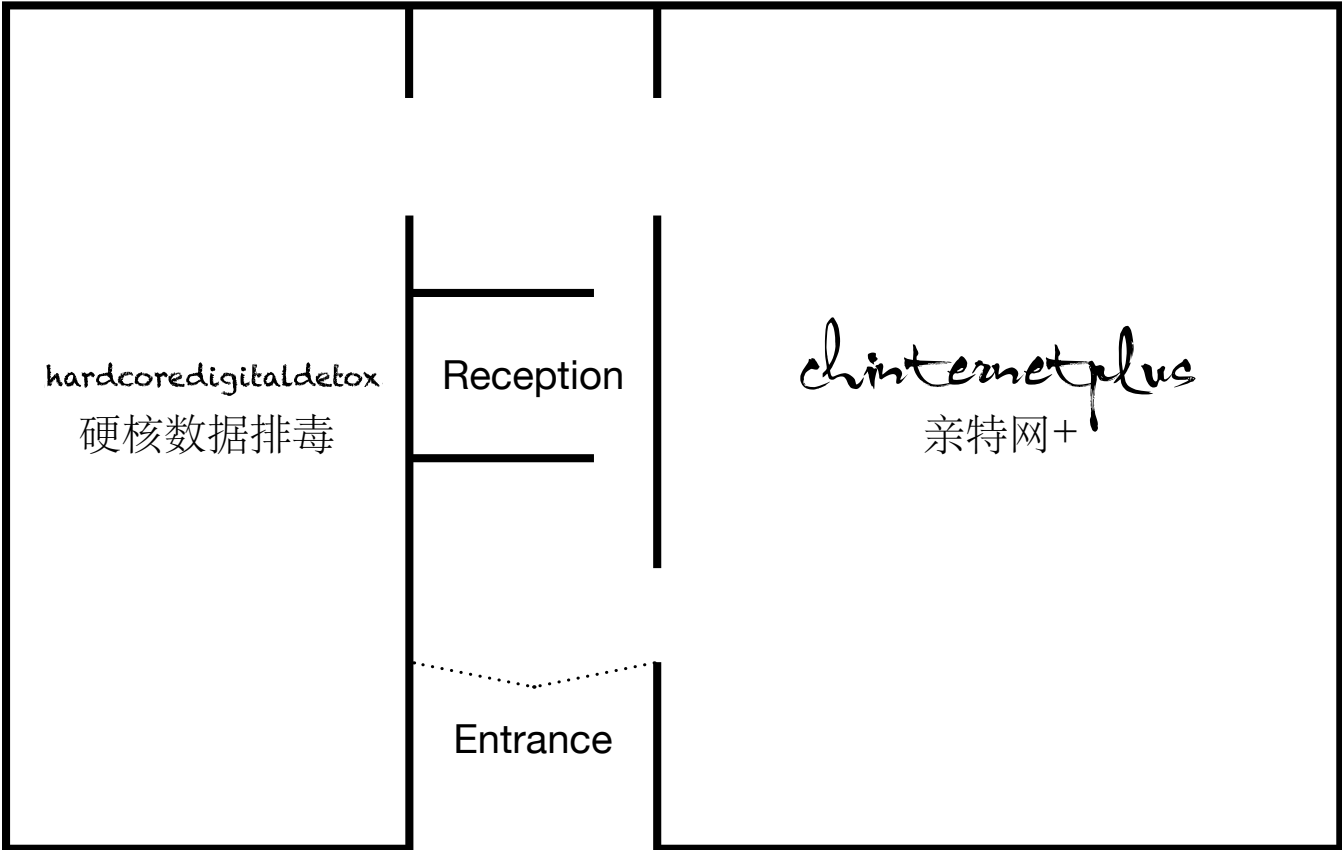 hardcoredigitaldetox
硬核数据排毒
Reception
chinternetplus
亲特网+
Entrance